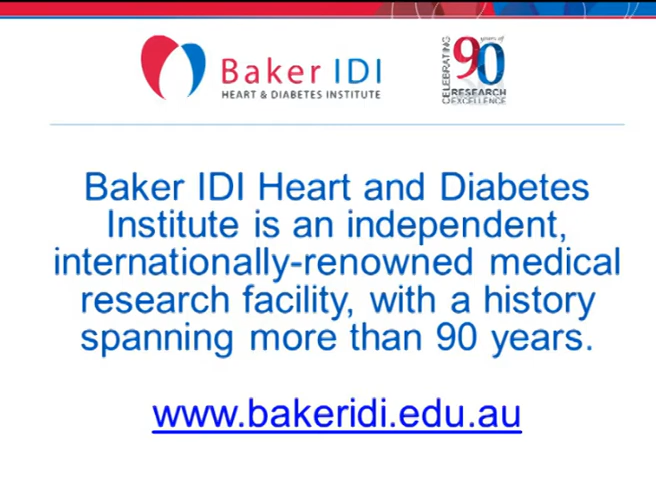 Baker IDI
HEART & DIABETES INSTITUTE
CELEBRATING
90
years of
RESEARCH
EXCELLENCE
Baker IDI Heart and Diabetes
Institute is an independent,
internationally-renowned medical
research facility, with a history
spanning more than 90 years.
www.bakeridi.edu.au